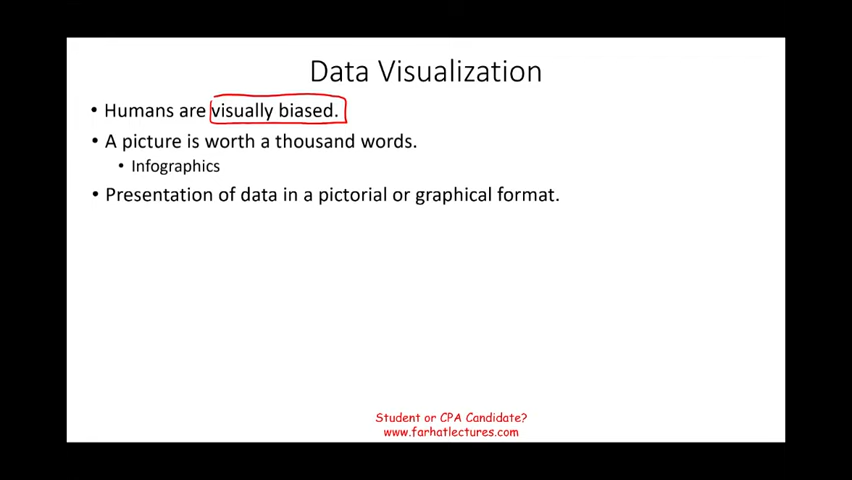 Data Visualization
• Humans are visually biased.
• A picture is worth a thousand words.
• Infographics
• Presentation of data in a pictorial or graphical format.
Student or CPA Candidate?
www.farhatlectures.com